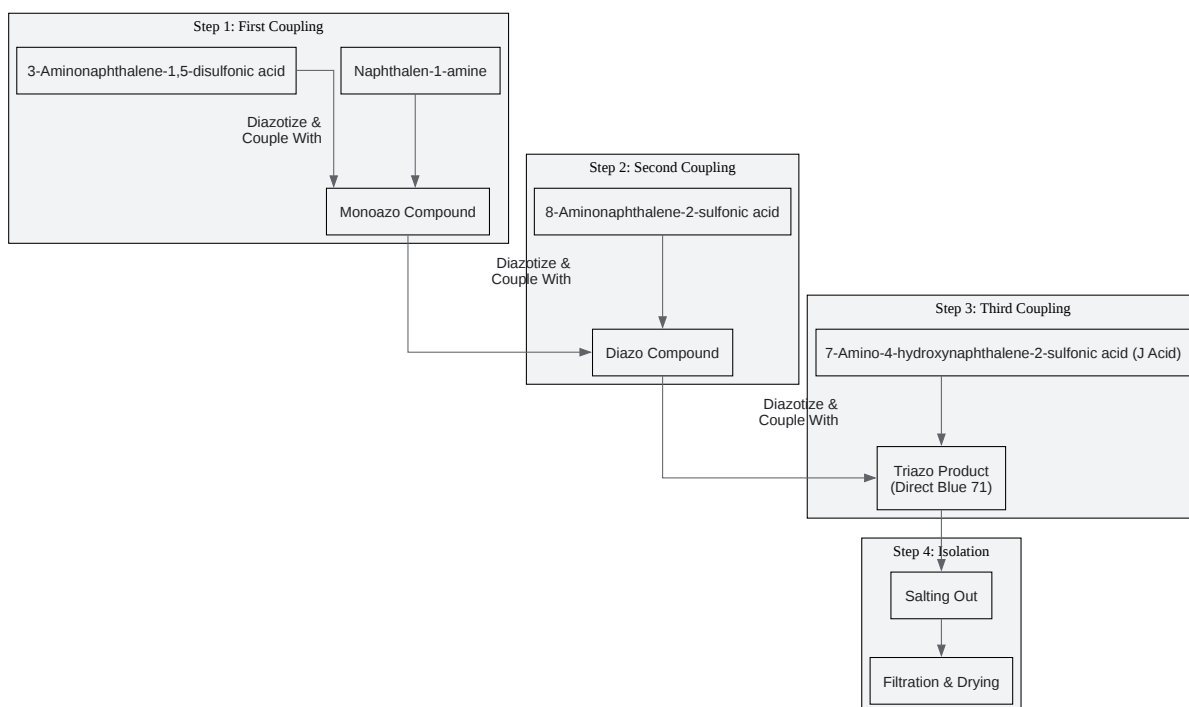 Step 1: First Coupling
3-Aminonaphthalene-1,5-disulfonic acid
Naphthalen-1-amine
Diazotize &
Couple With
Monoazo Compound
Step 2: Second Coupling
8-Aminonaphthalene-2-sulfonic acid
Diazotize &
Couple With
Diazo Compound
Step 3: Third Coupling
7-Amino-4-hydroxynaphthalene-2-sulfonic acid (J Acid)
Diazotize &
Couple With
Triazo Product
(Direct Blue 71)
Step 4: Isolation
Salting Out
Filtration & Drying